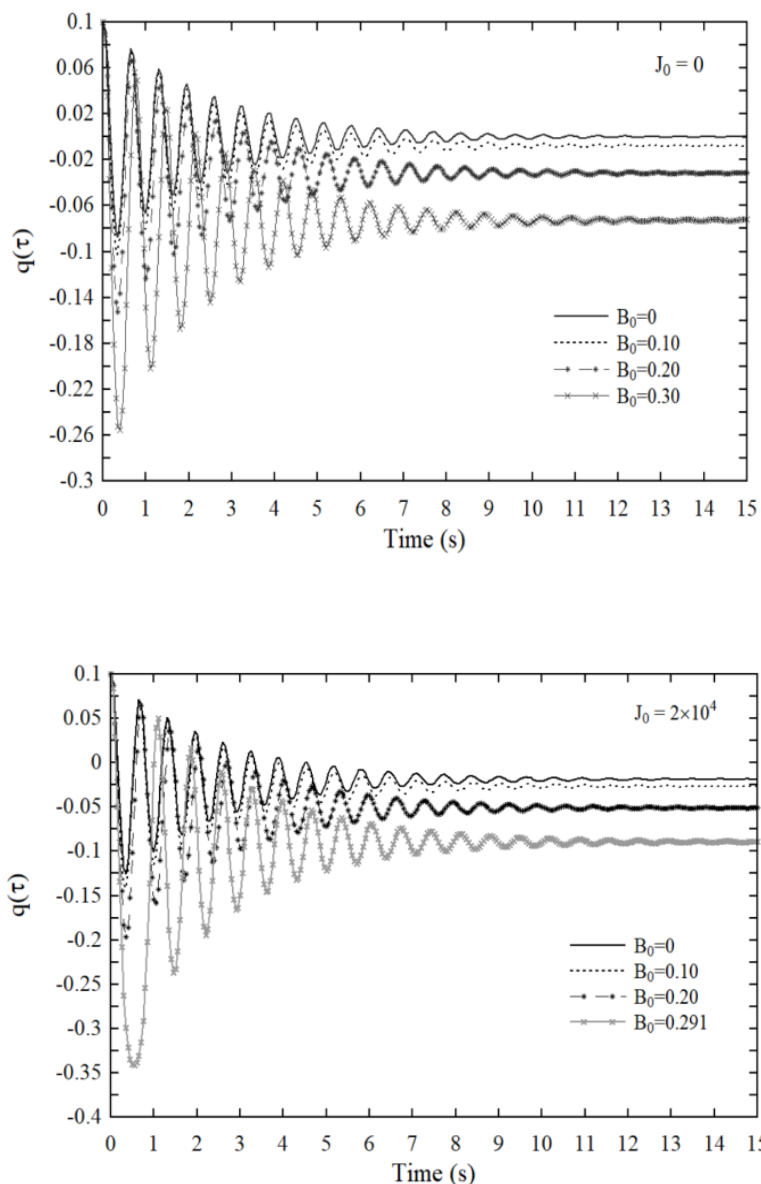 0.1
0.06
0.02
-0.02
-0.06
-0.1
-0.14
-0.18
-0.22
-0.26
-0.3
q(τ)
J₀ = 0
B₀=0
B₀=0.10
B₀=0.20
B₀=0.30
0 1 2 3 4 5 6 7 8 9 10 11 12 13 14 15
Time (s)
0.1
0.05
0
-0.05
-0.1
-0.15
-0.2
-0.25
-0.3
-0.35
-0.4
q(τ)
J₀ = 2×10⁴
B₀=0
B₀=0.10
B₀=0.20
B₀=0.291
0 1 2 3 4 5 6 7 8 9 10 11 12 13 14 15
Time (s)